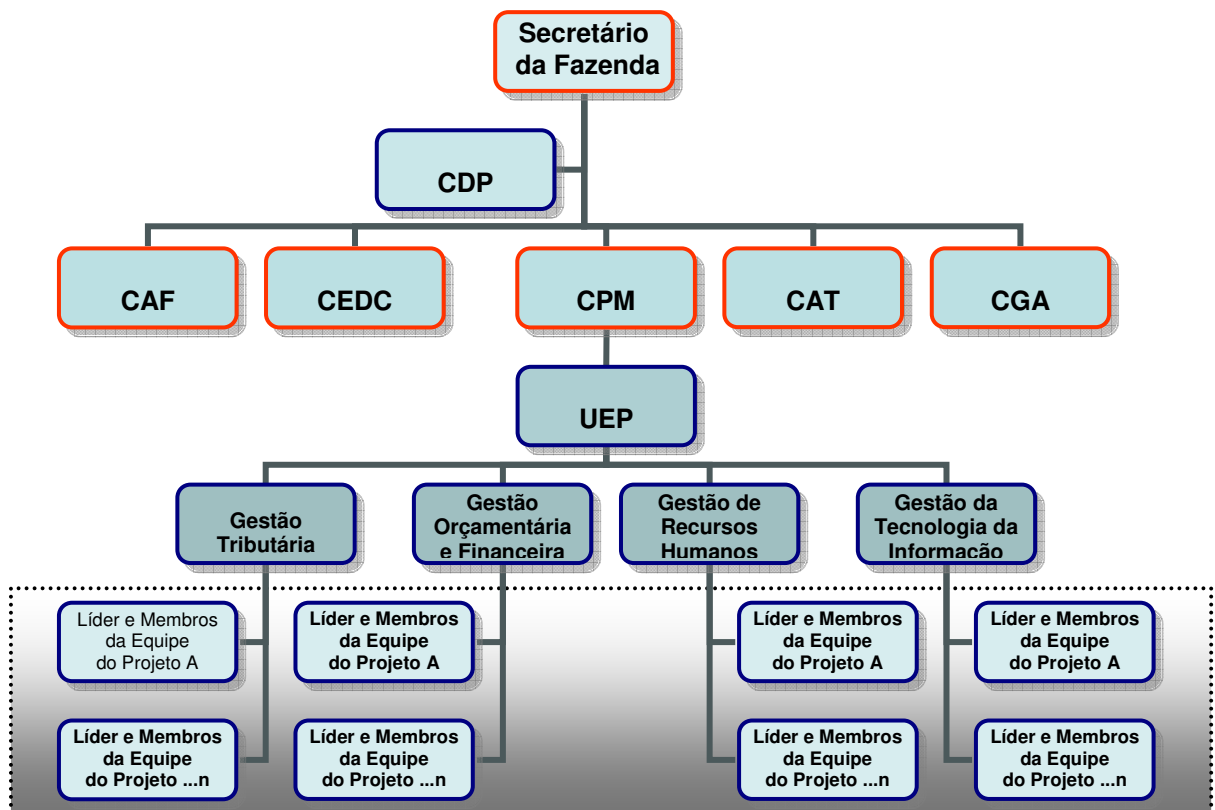 Secretário
da Fazenda
CDP
CAF
CEDC
CPM
CAT
CGA
UEP
Gestão
Tributária
Gestão
Orçamentária
e Financeira
Gestão de
Recursos
Humanos
Gestão da
Tecnologia da
Informação
Líder e Membros
da Equipe
do Projeto A
Líder e Membros
da Equipe
do Projeto A
Líder e Membros
da Equipe
do Projeto A
Líder e Membros
da Equipe
do Projeto A
Líder e Membros
da Equipe
do Projeto ...n
Líder e Membros
da Equipe
do Projeto ...n
Líder e Membros
da Equipe
do Projeto ...n
Líder e Membros
da Equipe
do Projeto ...n